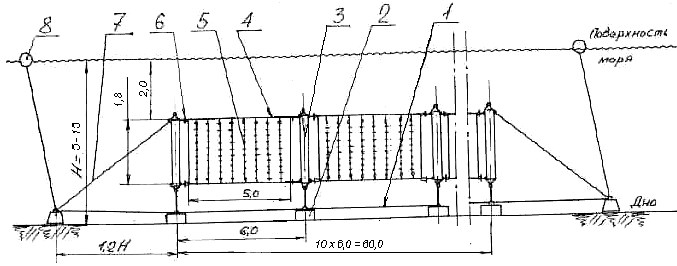 8 7 6 5 4 3 2 1
Поверхность
моря
2,0
1,8
H = 8-10
5,0
Дно
1,2H
6,0
10 x 6,0 = 60,0